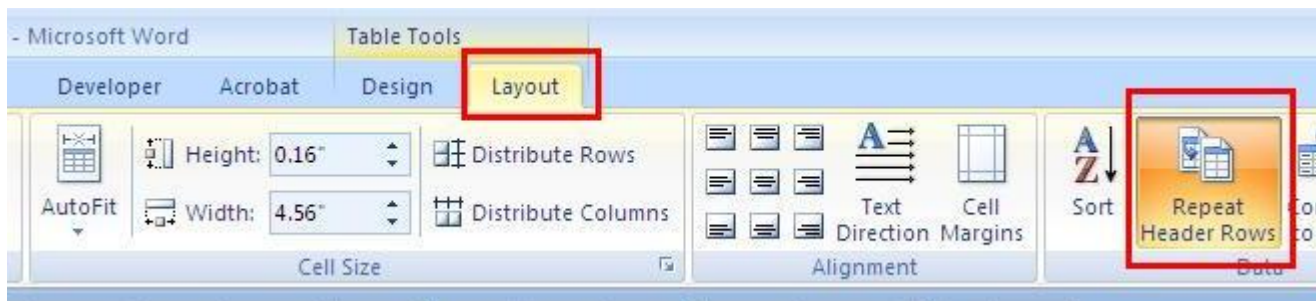 - Microsoft Word Table Tools
Developer Acrobat Design Layout
Height: 0.16" Distribute Rows
AutoFit Width: 4.56" Distribute Columns
Text Direction
Cell Margins
A Z Sort
Repeat Header Rows
Cell Size Alignment Data